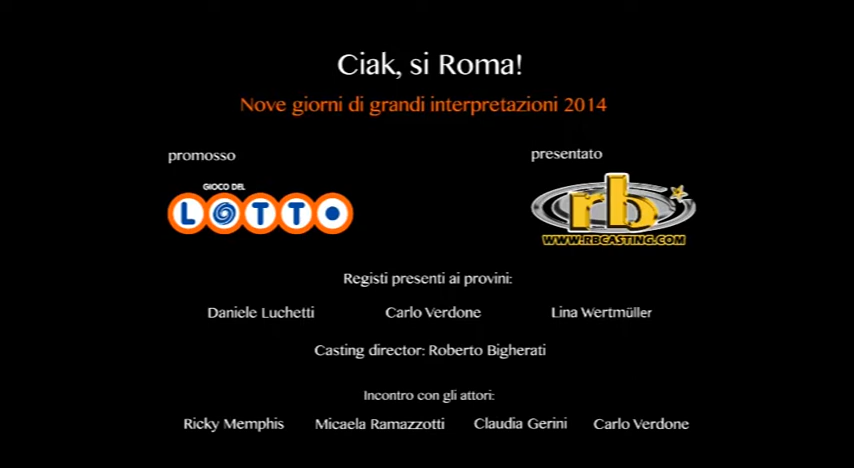 Ciak, si Roma!
Nove giorni di grandi interpretazioni 2014
promosso presentato
GIOCO DEL
LOTTO
rb
WWW.RBCASTING.COM
Registi presenti ai provini:
Daniele Luchetti Carlo Verdone Lina Wertmüller
Casting director: Roberto Bigherati
Incontro con gli attori:
Ricky Memphis Micaela Ramazzotti Claudia Gerini Carlo Verdone